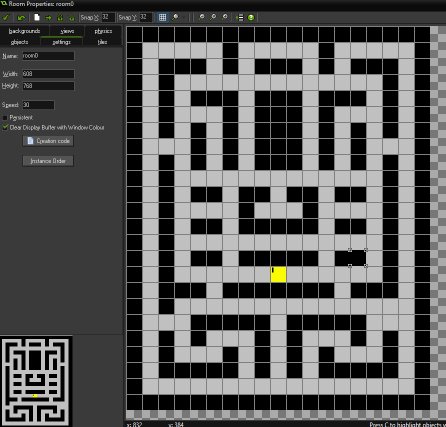 Room Properties: room0
Snap X: 32 Snap Y: 32
backgrounds views physics
objects settings tiles
Name: room0
Width: 608
Height: 768
Speed: 30
Persistent
Clear Display Buffer with Window Colour
Creation code
Instance Order
x: 832 y: 384 Press C to highlight objects